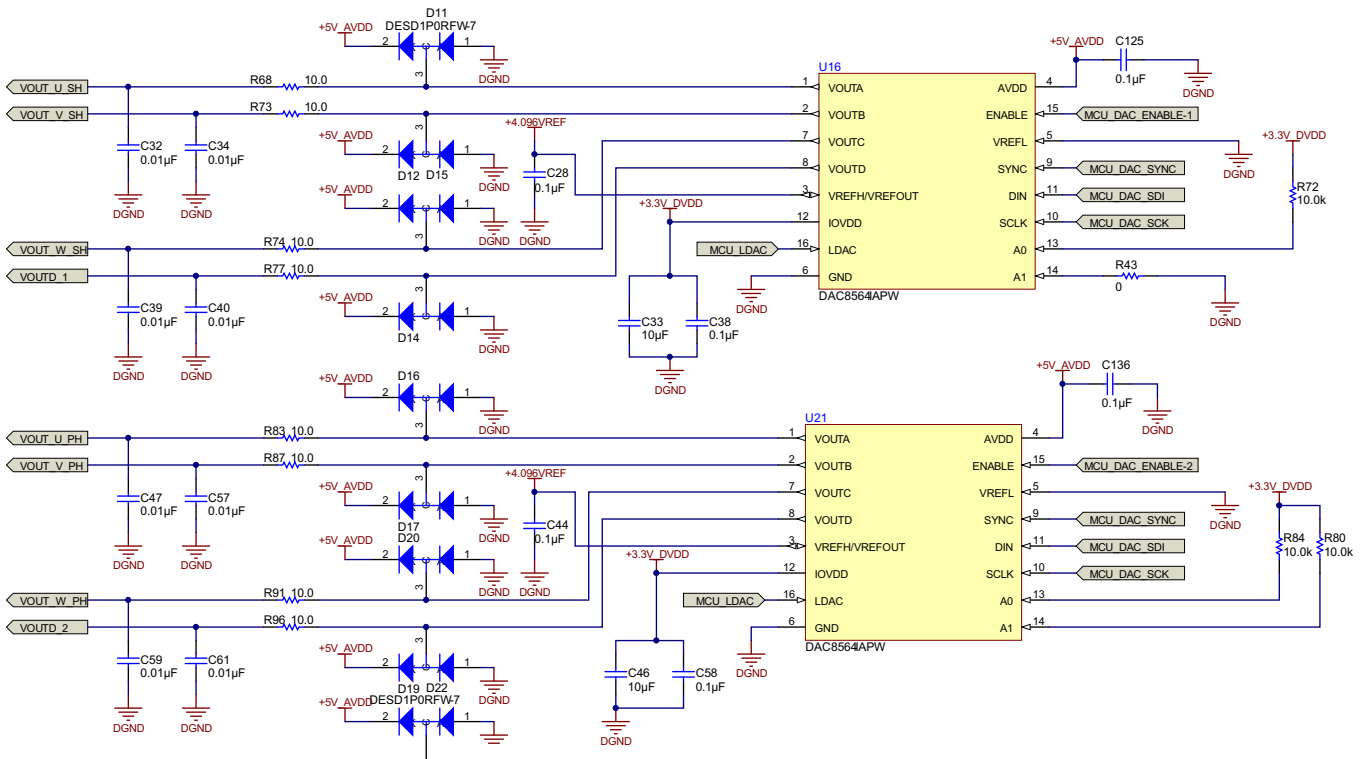 D11
DESD1P0RFW-7
+5V_AVDD
2
1
3
DGND
VOUT_U_SH
R68
10.0
VOUT_V_SH
R73
10.0
C32
0.01µF
C34
0.01µF
DGND
DGND
+5V_AVDD
2
1
3
D12
D15
DGND
+5V_AVDD
2
1
3
DGND
+4.096VREF
C28
0.1µF
DGND
VOUT_W_SH
R74
10.0
VOUTD_1
R77
10.0
C39
0.01µF
C40
0.01µF
DGND
DGND
+5V_AVDD
2
1
3
D14
DGND
+3.3V_DVDD
MCU_LDAC
C33
10µF
C38
0.1µF
DGND
DGND
U16
1
VOUTA
2
VOUTB
7
VOUTC
8
VOUTD
3
VREFH/VREFOUT
12
IOVDD
16
LDAC
6
GND
AVDD
4
ENABLE
15
VREFL
5
SYNC
9
DIN
11
SCLK
10
A0
13
A1
14
DAC8564IAPW
+5V_AVDD
C125
0.1µF
DGND
MCU_DAC_ENABLE-1
DGND
MCU_DAC_SYNC
MCU_DAC_SDI
MCU_DAC_SCK
+3.3V_DVDD
R72
10.0k
R43
0
DGND
+5V_AVDD
D16
2
1
3
DGND
VOUT_U_PH
R83
10.0
VOUT_V_PH
R87
10.0
C47
0.01µF
C57
0.01µF
DGND
DGND
+5V_AVDD
2
1
3
D17
D20
DGND
+5V_AVDD
2
1
3
DGND
+4.096VREF
C44
0.1µF
DGND
VOUT_W_PH
R91
10.0
VOUTD_2
R96
10.0
C59
0.01µF
C61
0.01µF
DGND
DGND
+5V_AVDD
2
1
3
D19
D22
DGND
+5V_AVDD
DESD1P0RFW-7
2
1
3
+3.3V_DVDD
MCU_LDAC
C46
10µF
C58
0.1µF
DGND
DGND
U21
1
VOUTA
2
VOUTB
7
VOUTC
8
VOUTD
3
VREFH/VREFOUT
12
IOVDD
16
LDAC
6
GND
AVDD
4
ENABLE
15
VREFL
5
SYNC
9
DIN
11
SCLK
10
A0
13
A1
14
DAC8564IAPW
+5V_AVDD
C136
0.1µF
DGND
MCU_DAC_ENABLE-2
DGND
MCU_DAC_SYNC
MCU_DAC_SDI
MCU_DAC_SCK
+3.3V_DVDD
R84
10.0k
R80
10.0k